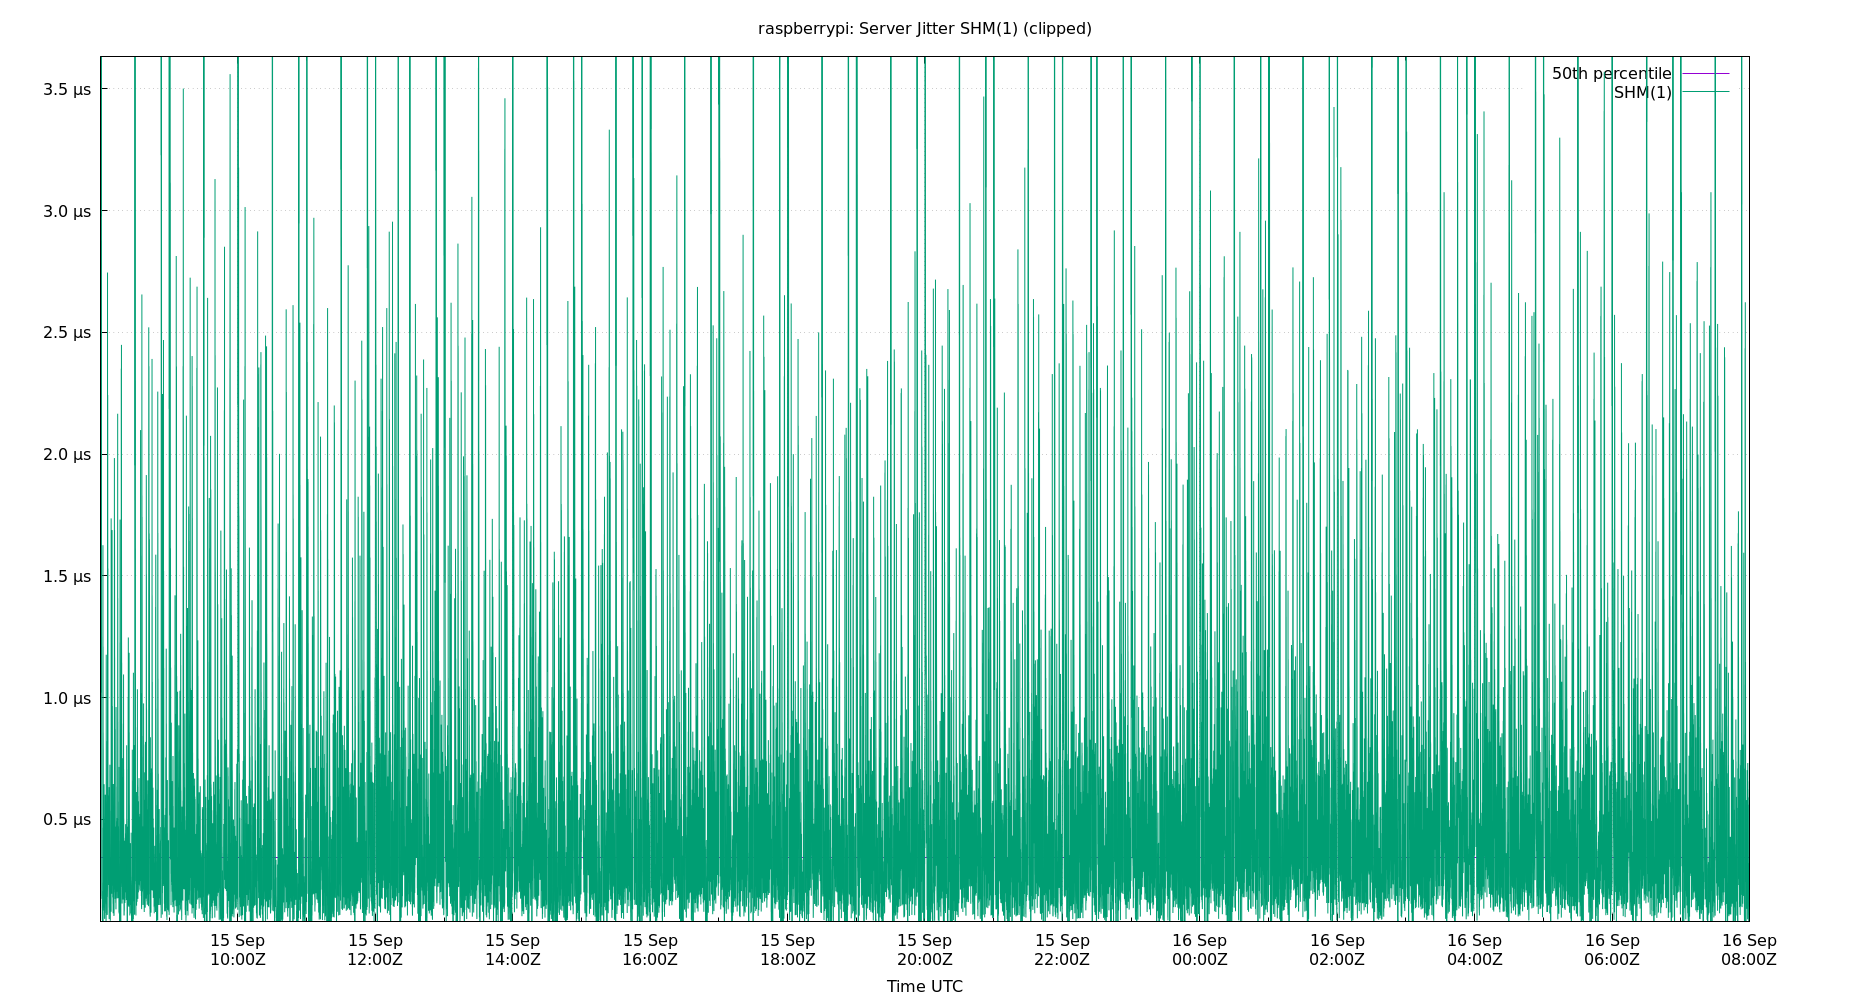 raspberrypi: Server Jitter SHM(1) (clipped)
50th percentile
SHM(1)
3.5 µs
3.0 µs
2.5 µs
2.0 µs
1.5 µs
1.0 µs
0.5 µs
15 Sep 15 Sep 15 Sep 15 Sep 15 Sep 15 Sep 15 Sep 16 Sep 16 Sep 16 Sep 16 Sep 16 Sep
10:00Z 12:00Z 14:00Z 16:00Z 18:00Z 20:00Z 22:00Z 00:00Z 02:00Z 04:00Z 06:00Z 08:00Z
Time UTC